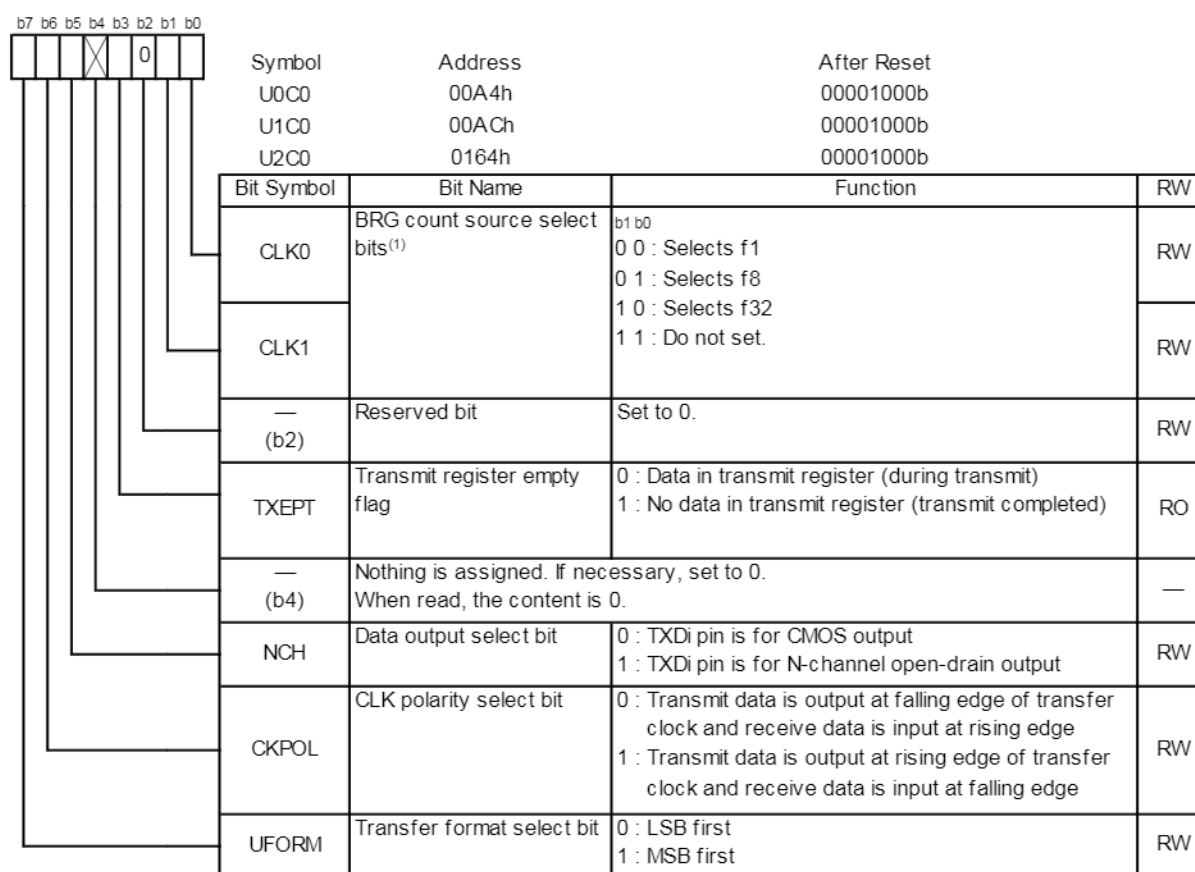 b7 b6 b5 b4 b3 b2 b1 b0
0
Symbol Address After Reset
U0C0 00A4h 00001000b
U1C0 00ACh 00001000b
U2C0 0164h 00001000b
Bit Symbol Bit Name Function RW
CLK0 BRG count source select bits(1) RW
b1 b0
0 0 : Selects f1
0 1 : Selects f8
1 0 : Selects f32
1 1 : Do not set.
CLK1 RW
—
(b2)
Reserved bit Set to 0. RW
TXEPT
Transmit register empty
flag
0 : Data in transmit register (during transmit)
1 : No data in transmit register (transmit completed)
RO
—
(b4)
Nothing is assigned. If necessary, set to 0.
When read, the content is 0.
—
NCH
Data output select bit
0 : TXDi pin is for CMOS output
1 : TXDi pin is for N-channel open-drain output
RW
CKPOL
CLK polarity select bit
0 : Transmit data is output at falling edge of transfer
clock and receive data is input at rising edge
1 : Transmit data is output at rising edge of transfer
clock and receive data is input at falling edge
RW
UFORM
Transfer format select bit
0 : LSB first
1 : MSB first
RW